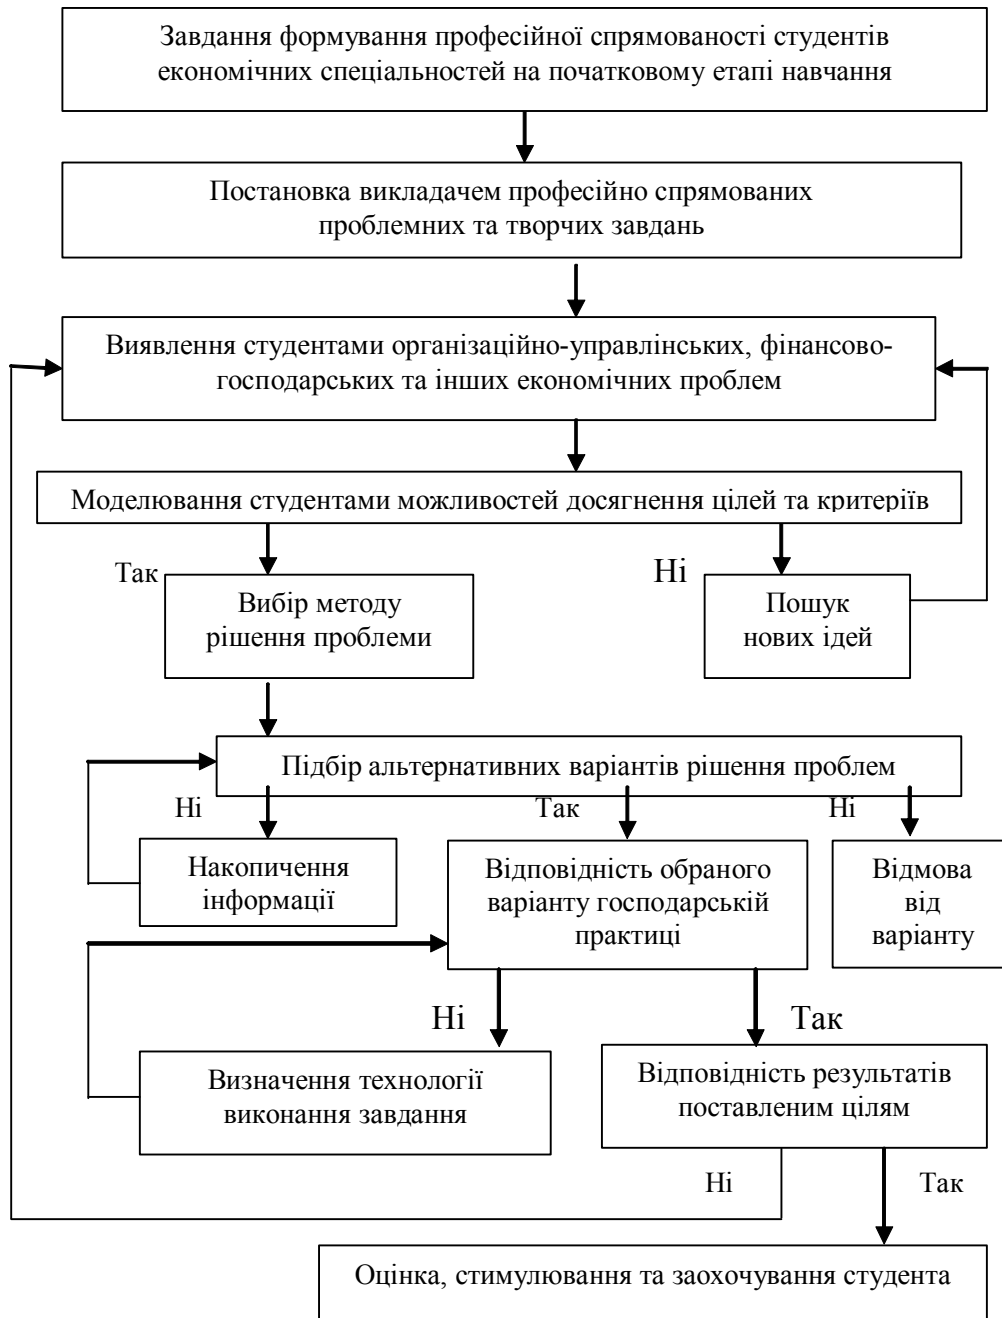 Завдання формування професійної спрямованості студентів
економічних спеціальностей на початковому етапі навчання
Постановка викладачем професійно спрямованих
проблемних та творчих завдань
Виявлення студентами організаційно-управлінських, фінансово-
господарських та інших економічних проблем
Моделювання студентами можливостей досягнення цілей та критеріїв
Так
Ні
Вибір методу
рішення проблеми
Пошук
нових ідей
Підбір альтернативних варіантів рішення проблем
Ні
Так
Ні
Накопичення
інформації
Відповідність обраного
варіанту господарській
практиці
Відмова
від
варіанту
Ні
Так
Визначення технології
виконання завдання
Відповідність результатів
поставленим цілям
Ні
Так
Оцінка, стимулювання та заохочування студента